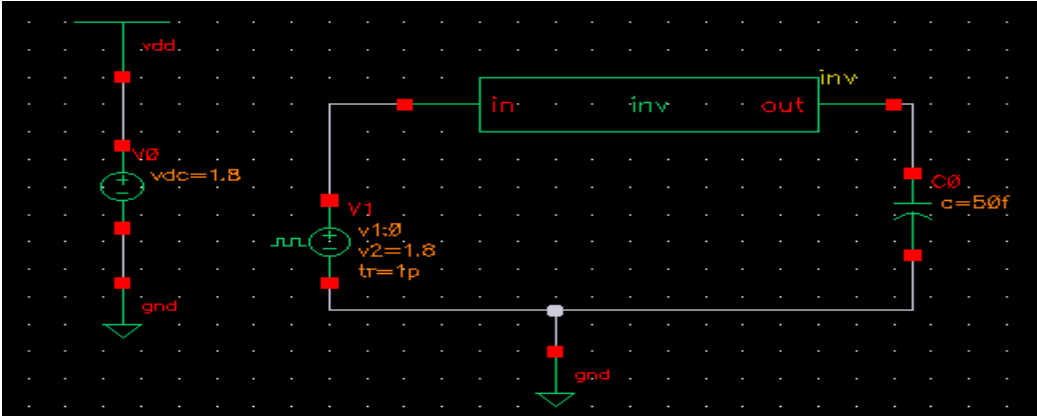 vdd
V0
vdc=1.8
gnd
inv
in
inv
out
V1
v1:0
v2=1.8
tr=1p
C0
c=50f
gnd